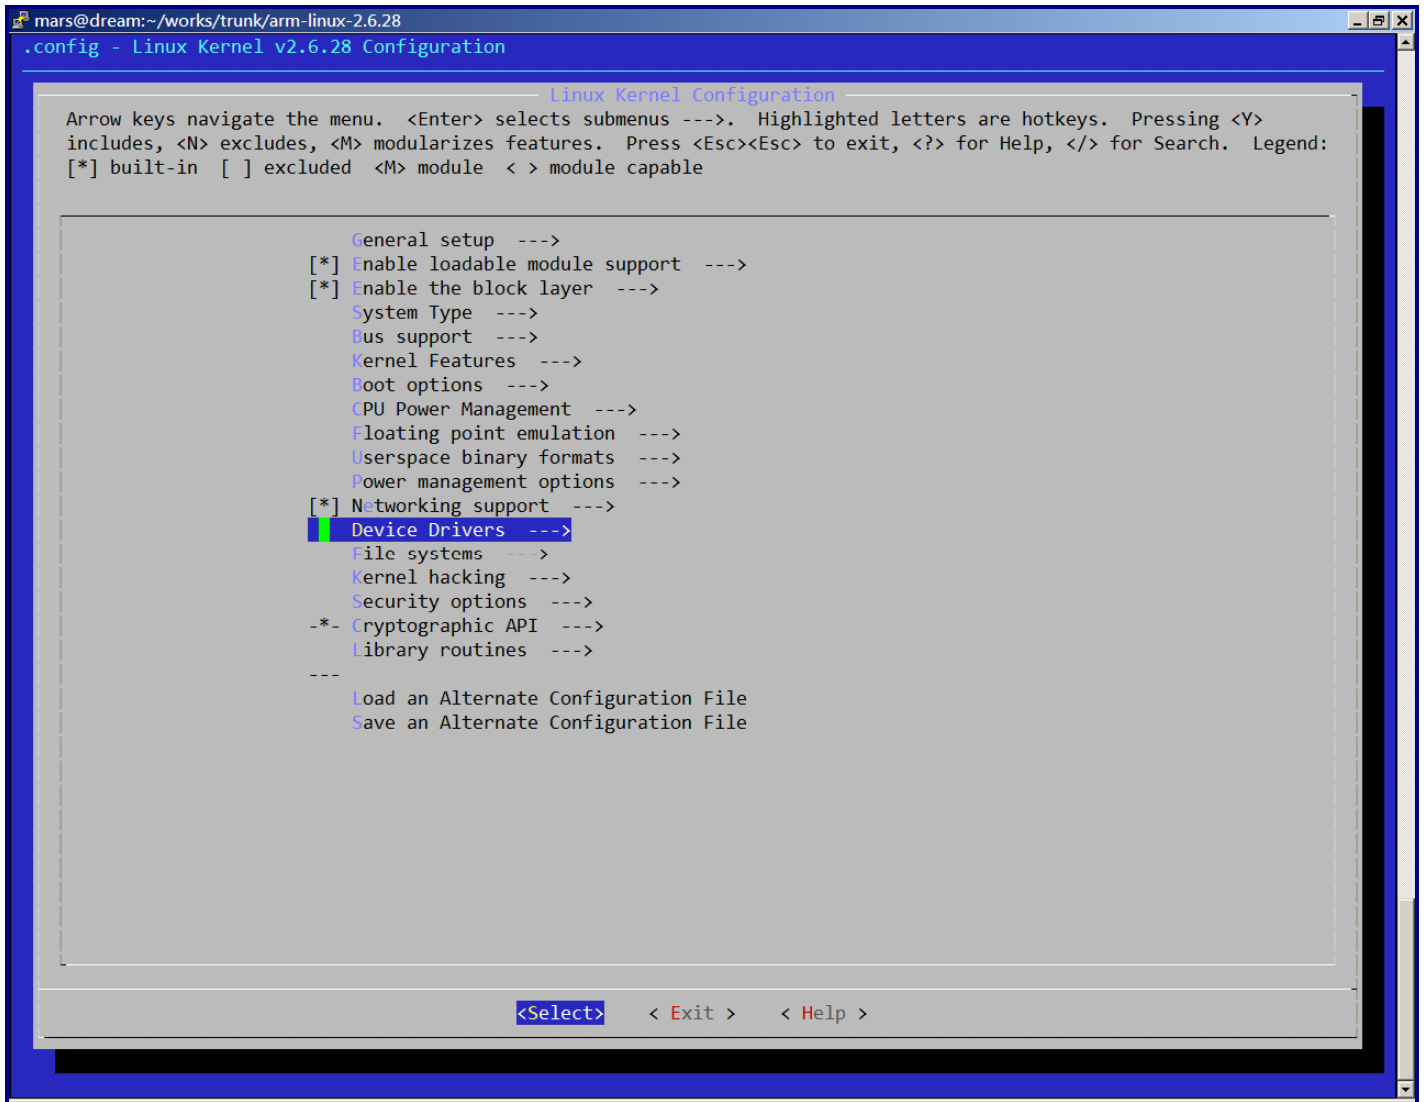 mars@dream:~/works/trunk/arm-linux-2.6.28
.config - Linux Kernel v2.6.28 Configuration
Linux Kernel Configuration
Arrow keys navigate the menu.  <Enter> selects submenus --->.  Highlighted letters are hotkeys.  Pressing <Y>
includes, <N> excludes, <M> modularizes features.  Press <Esc><Esc> to exit, <?> for Help, </> for Search.  Legend:
[*] built-in  [ ] excluded  <M> module  < > module capable
General setup  --->
[*] Enable loadable module support  --->
[*] Enable the block layer  --->
System Type  --->
Bus support  --->
Kernel Features  --->
Boot options  --->
CPU Power Management  --->
Floating point emulation  --->
Userspace binary formats  --->
Power management options  --->
[*] Networking support  --->
Device Drivers  --->
File systems  --->
Kernel hacking  --->
Security options  --->
-*- Cryptographic API  --->
Library routines  --->
---
Load an Alternate Configuration File
Save an Alternate Configuration File
<Select>    < Exit >    < Help >